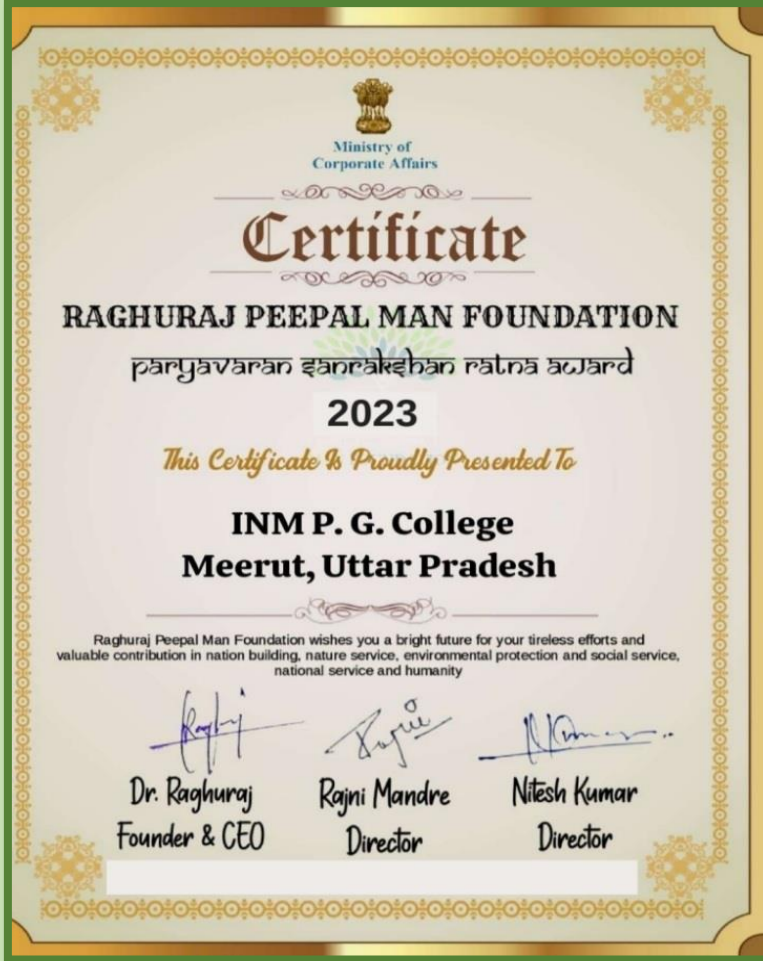 Ministry of
Corporate Affairs
Certificate
RAGHURAJ PEEPAL MAN FOUNDATION
paryavaran sanrakshan ratna award
2023
This Certificate Is Proudly Presented To
INM P. G. College
Meerut, Uttar Pradesh
Raghuraj Peepal Man Foundation wishes you a bright future for your tireless efforts and
valuable contribution in nation building, nature service, environmental protection and social service,
national service and humanity
Dr. Raghuraj Rajni Mandre Nitesh Kumar
Founder & CEO Director Director